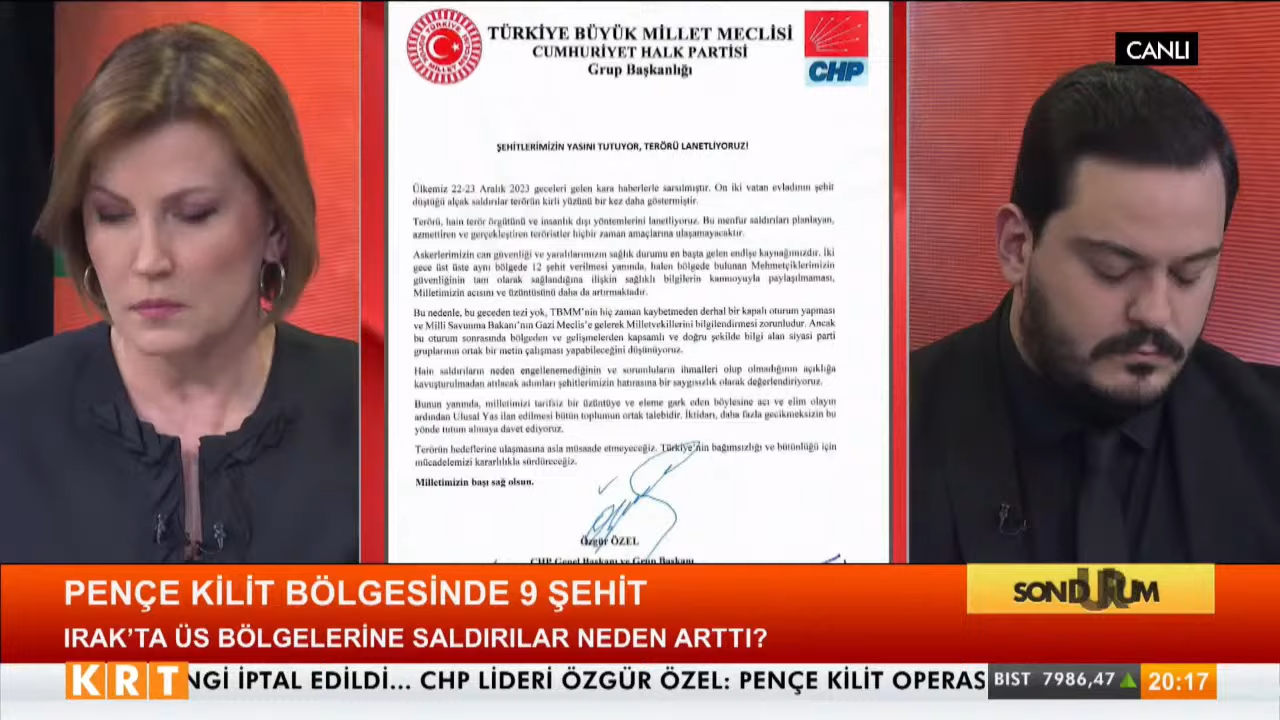 TÜRKİYE BÜYÜK MİLLET MECLİSİ
CUMHURİYET HALK PARTİSİ
Grup Başkanlığı
CHP
CANLI
ŞEHİTLERİMİZİN YASINI TUTUYOR, TERÖRÜ LANETLİYORUZ!
Ülkemiz 22-23 Aralık 2023 geceleri gelen kara haberlerle sarsılmıştır. On iki vatan evladının şehit
düştüğü alçak saldırılar terörün kirli yüzünü bir kez daha göstermiştir.
Terörü, hain terör örgütünü ve insanlık dışı yöntemlerini lanetliyoruz. Bu menfur saldırıları planlayan,
azmettiren ve gerçekleştiren teröristler hiçbir zaman amaçlarına ulaşamayacaktır.
Askerlerimizin can güvenliği ve yaralılarımızın sağlık durumu en başta gelen endişe kaynağımızdır. İki
gece üst üste aynı bölgede 12 şehit verilmesi yanında, halen bölgede bulunan Mehmetçiklerimizin
güvenliğinin tam olarak sağlandığına ilişkin sağlıklı bilgilerin kamuoyuyla paylaşılmaması,
Milletimizin acısını ve üzüntüsünü daha da artırmaktadır.
Bu nedenle, bu geceden tezi yok, TBMM'nin hiç zaman kaybetmeden derhal bir kapalı oturum yapması
ve Milli Savunma Bakanı'nın Gazi Meclis'e gelerek Milletvekillerini bilgilendirmesi zorunludur. Ancak
bu oturum sonrasında bölgeden ve gelişmelerden kapsamlı ve doğru şekilde bilgi alan siyasi parti
gruplarının ortak bir metin çalışması yapabileceğini düşünüyoruz.
Hain saldırıların neden engellenemediğinin ve sorumluların ihmalleri olup olmadığının açıklığa
kavuşturulmadan atılacak adımları şehitlerimizin hatırasına bir saygısızlık olarak değerlendiriyoruz.
Bunun yanında, milletimizi tarifsiz bir üzüntüye ve eleme gark eden böylesine acı ve elim olayın
ardından Ulusal Yas ilan edilmesi bütün toplumun ortak talebidir. İktidarı, daha fazla gecikmeksizin bu
yönde tutum almaya davet ediyoruz.
Terörün hedeflerine ulaşmasına asla müsaade etmeyeceğiz. Türkiye'nin bağımsızlığı ve bütünlüğü için
mücadelemizi kararlılıkla sürdüreceğiz.
Milletimizin başı sağ olsun.
Özgür ÖZEL
CHP Genel Başkanı ve Grup Başkanı
PENÇE KİLİT BÖLGESİNDE 9 ŞEHİT
SON DURUM
IRAK'TA ÜS BÖLGELERİNE SALDIRILAR NEDEN ARTTI?
KRT NGİ İPTAL EDİLDİ... CHP LİDERİ ÖZGÜR ÖZEL: PENÇE KİLİT OPERAS BIST 7986,47 20:17